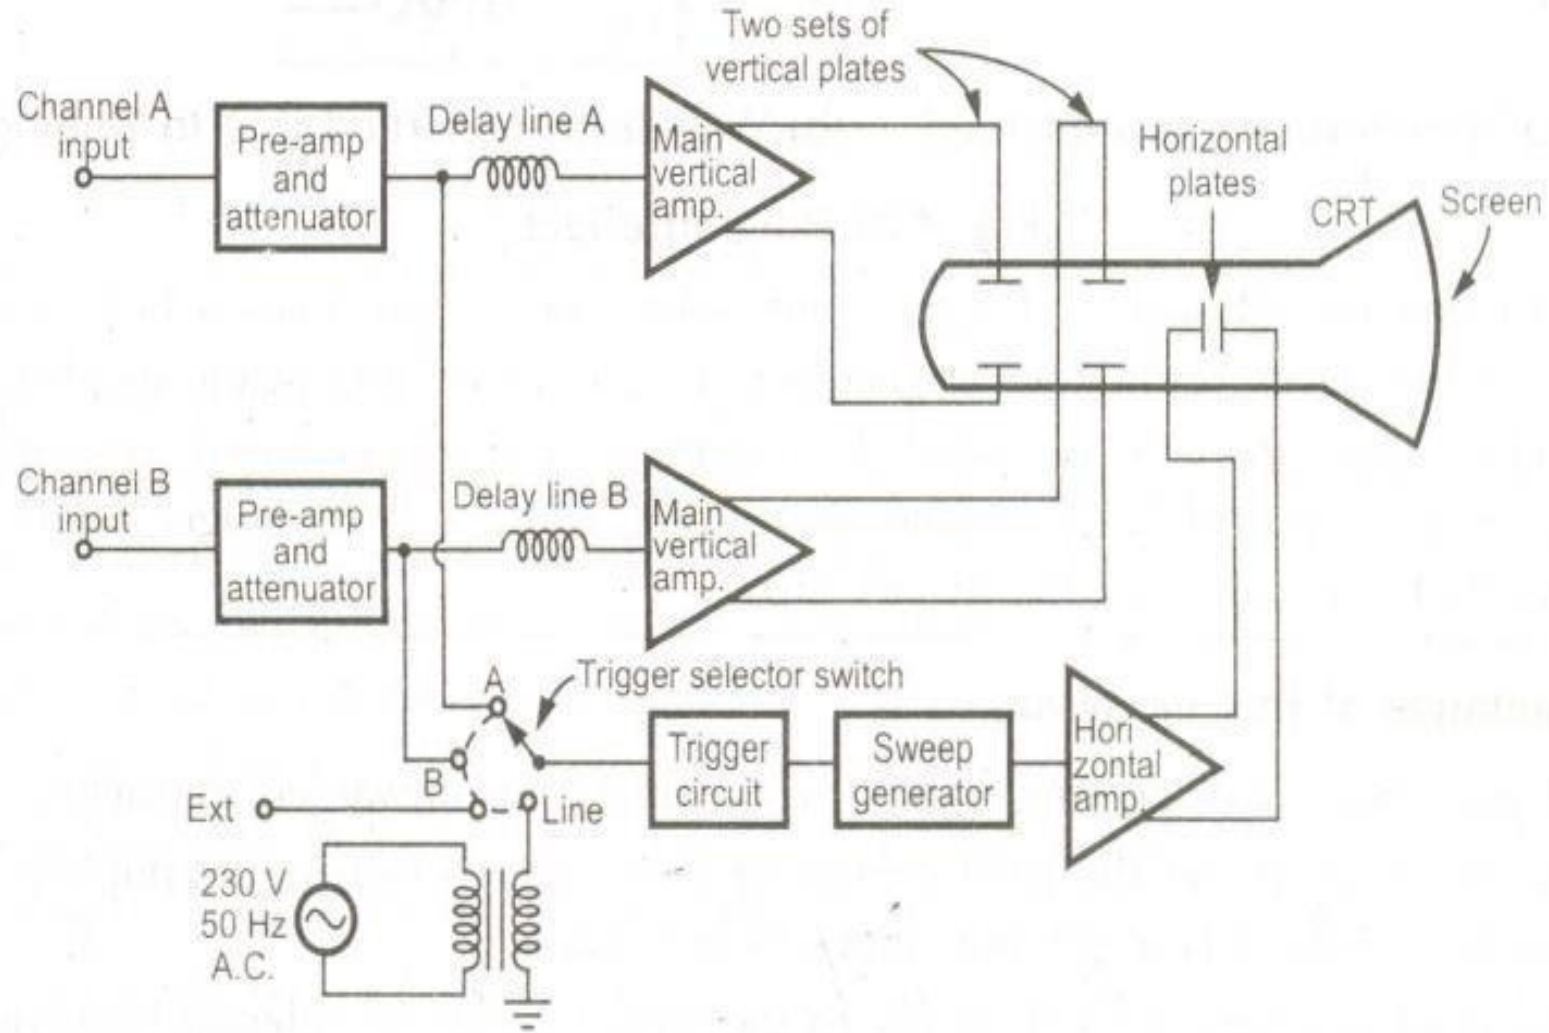 Two sets of
vertical plates
Channel A
input
Pre-amp
and
attenuator
Delay line A
Main
vertical
amp.
Horizontal
plates
CRT
Screen
Channel B
input
Pre-amp
and
attenuator
Delay line B
Main
vertical
amp.
A
Trigger selector switch
B
Ext
Line
Trigger
circuit
Sweep
generator
Hori
zontal
amp.
230 V
50 Hz
A.C.